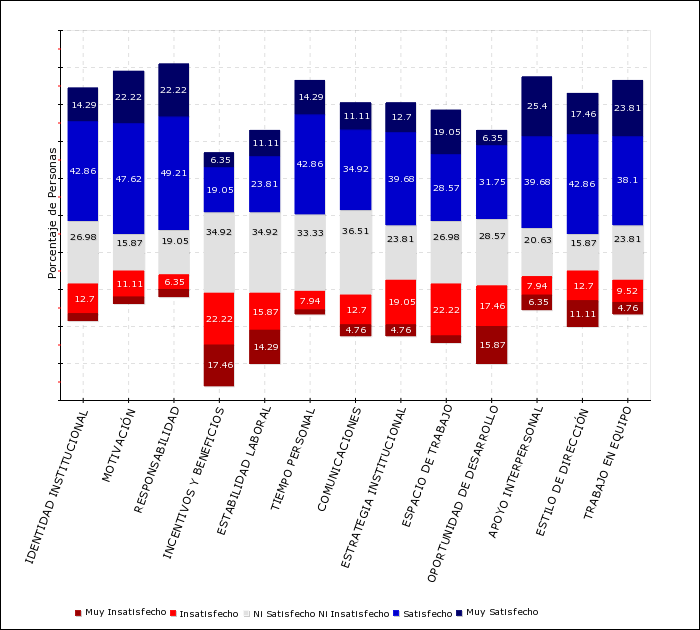 Porcentaje de Personas
14.29 22.22 22.22 6.35 11.11 14.29 11.11 12.7 19.05 6.35 25.4 17.46 23.81
42.86 47.62 49.21 19.05 23.81 42.86 34.92 39.68 28.57 31.75 39.68 42.86 38.1
26.98 15.87 19.05 34.92 34.92 33.33 36.51 23.81 26.98 28.57 20.63 15.87 23.81
12.7 11.11 6.35 22.22 15.87 7.94 12.7 19.05 22.22 17.46 7.94 12.7 9.52
17.46 14.29 4.76 4.76 15.87 6.35 11.11 4.76
IDENTIDAD INSTITUCIONAL
MOTIVACIÓN
RESPONSABILIDAD
INCENTIVOS Y BENEFICIOS
ESTABILIDAD LABORAL
TIEMPO PERSONAL
COMUNICACIONES
ESTRATEGIA INSTITUCIONAL
ESPACIO DE TRABAJO
OPORTUNIDAD DE DESARROLLO
APOYO INTERPERSONAL
ESTILO DE DIRECCIÓN
TRABAJO EN EQUIPO
Muy Insatisfecho Insatisfecho Ni Satisfecho Ni Insatisfecho Satisfecho Muy Satisfecho